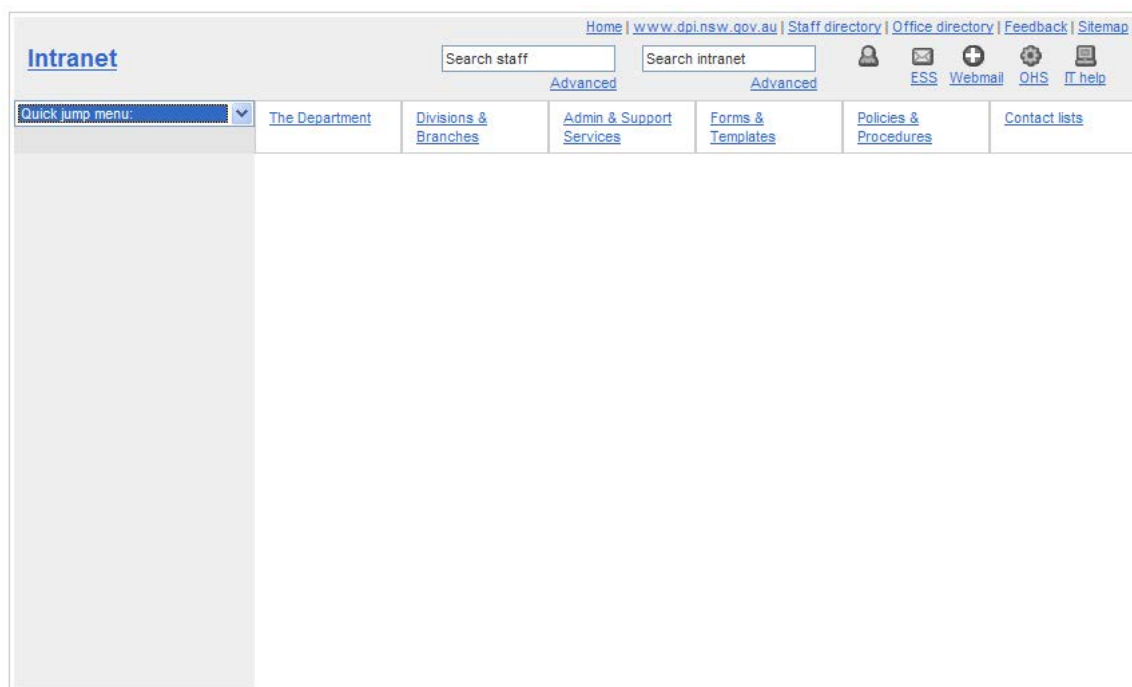 Home | www.dpi.nsw.gov.au | Staff directory | Office directory | Feedback | Sitemap
Intranet
Search staff
Search intranet
Advanced
Advanced
ESS Webmail OHS IT help
Quick jump menu:
The Department
Divisions &
Branches
Admin & Support
Services
Forms &
Templates
Policies &
Procedures
Contact lists